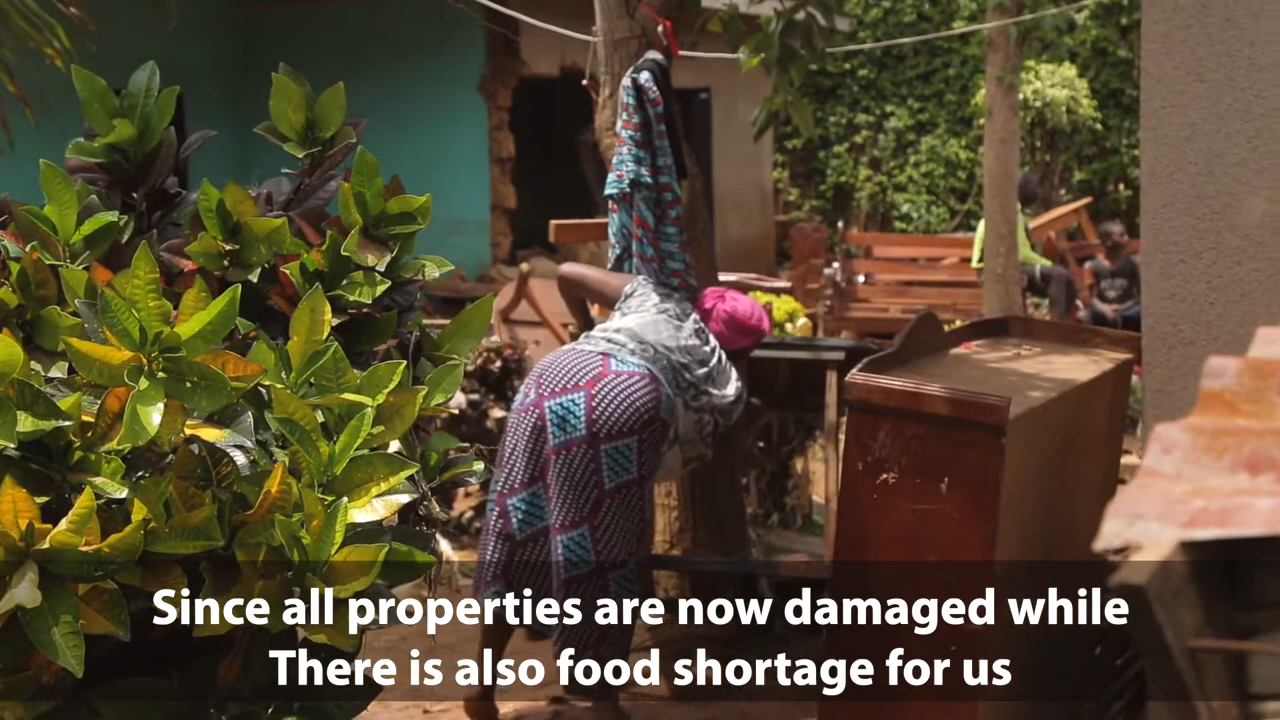 Since all properties are now damaged while
There is also food shortage for us